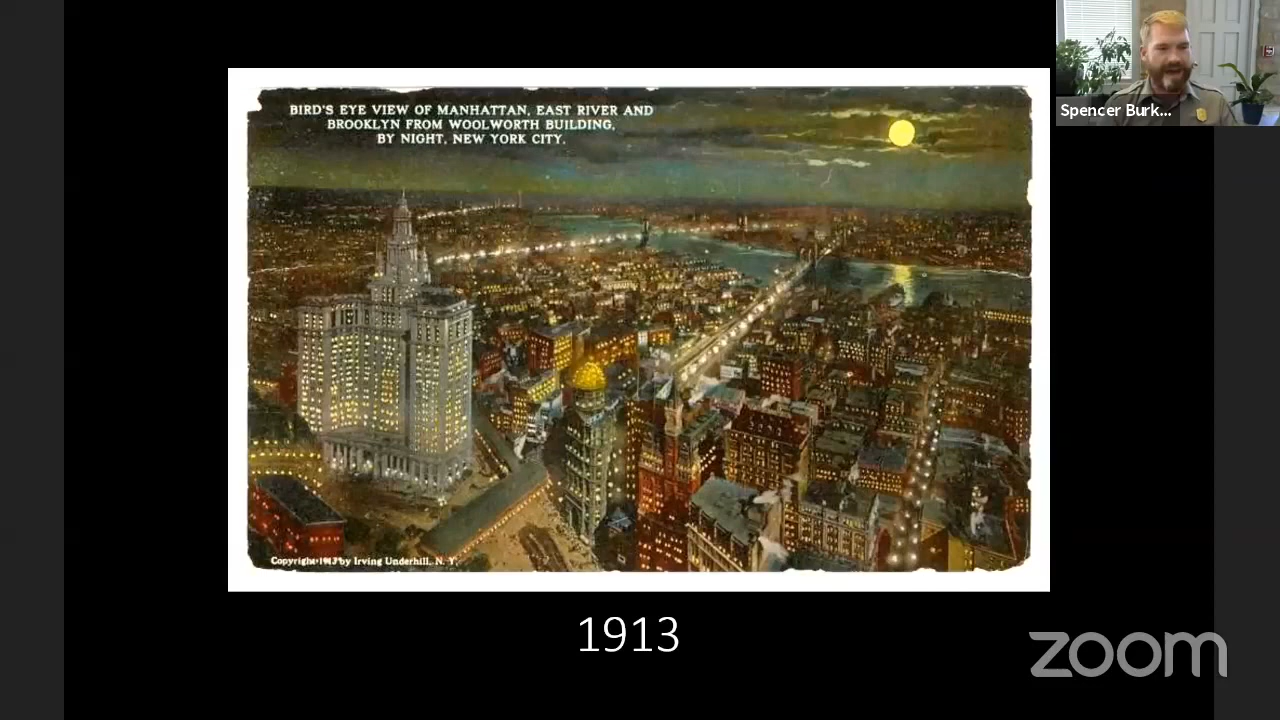 BIRD'S EYE VIEW OF MANHATTAN, EAST RIVER AND
BROOKLYN FROM WOOLWORTH BUILDING,
BY NIGHT, NEW YORK CITY.
Copyright 1913 by Irving Underhill, N. Y.
1913
Spencer Burk...
zoom